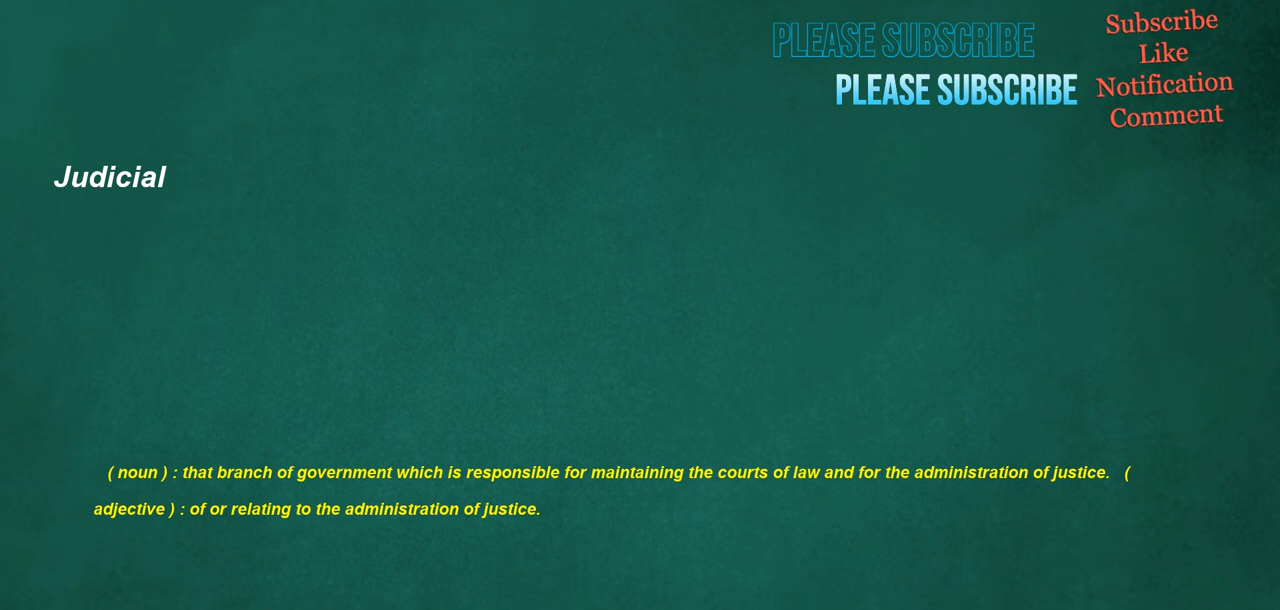 PLEASE SUBSCRIBE
PLEASE SUBSCRIBE
Subscribe
Like
Notification
Comment
Judicial
( noun ) : that branch of government which is responsible for maintaining the courts of law and for the administration of justice. (
adjective ) : of or relating to the administration of justice.